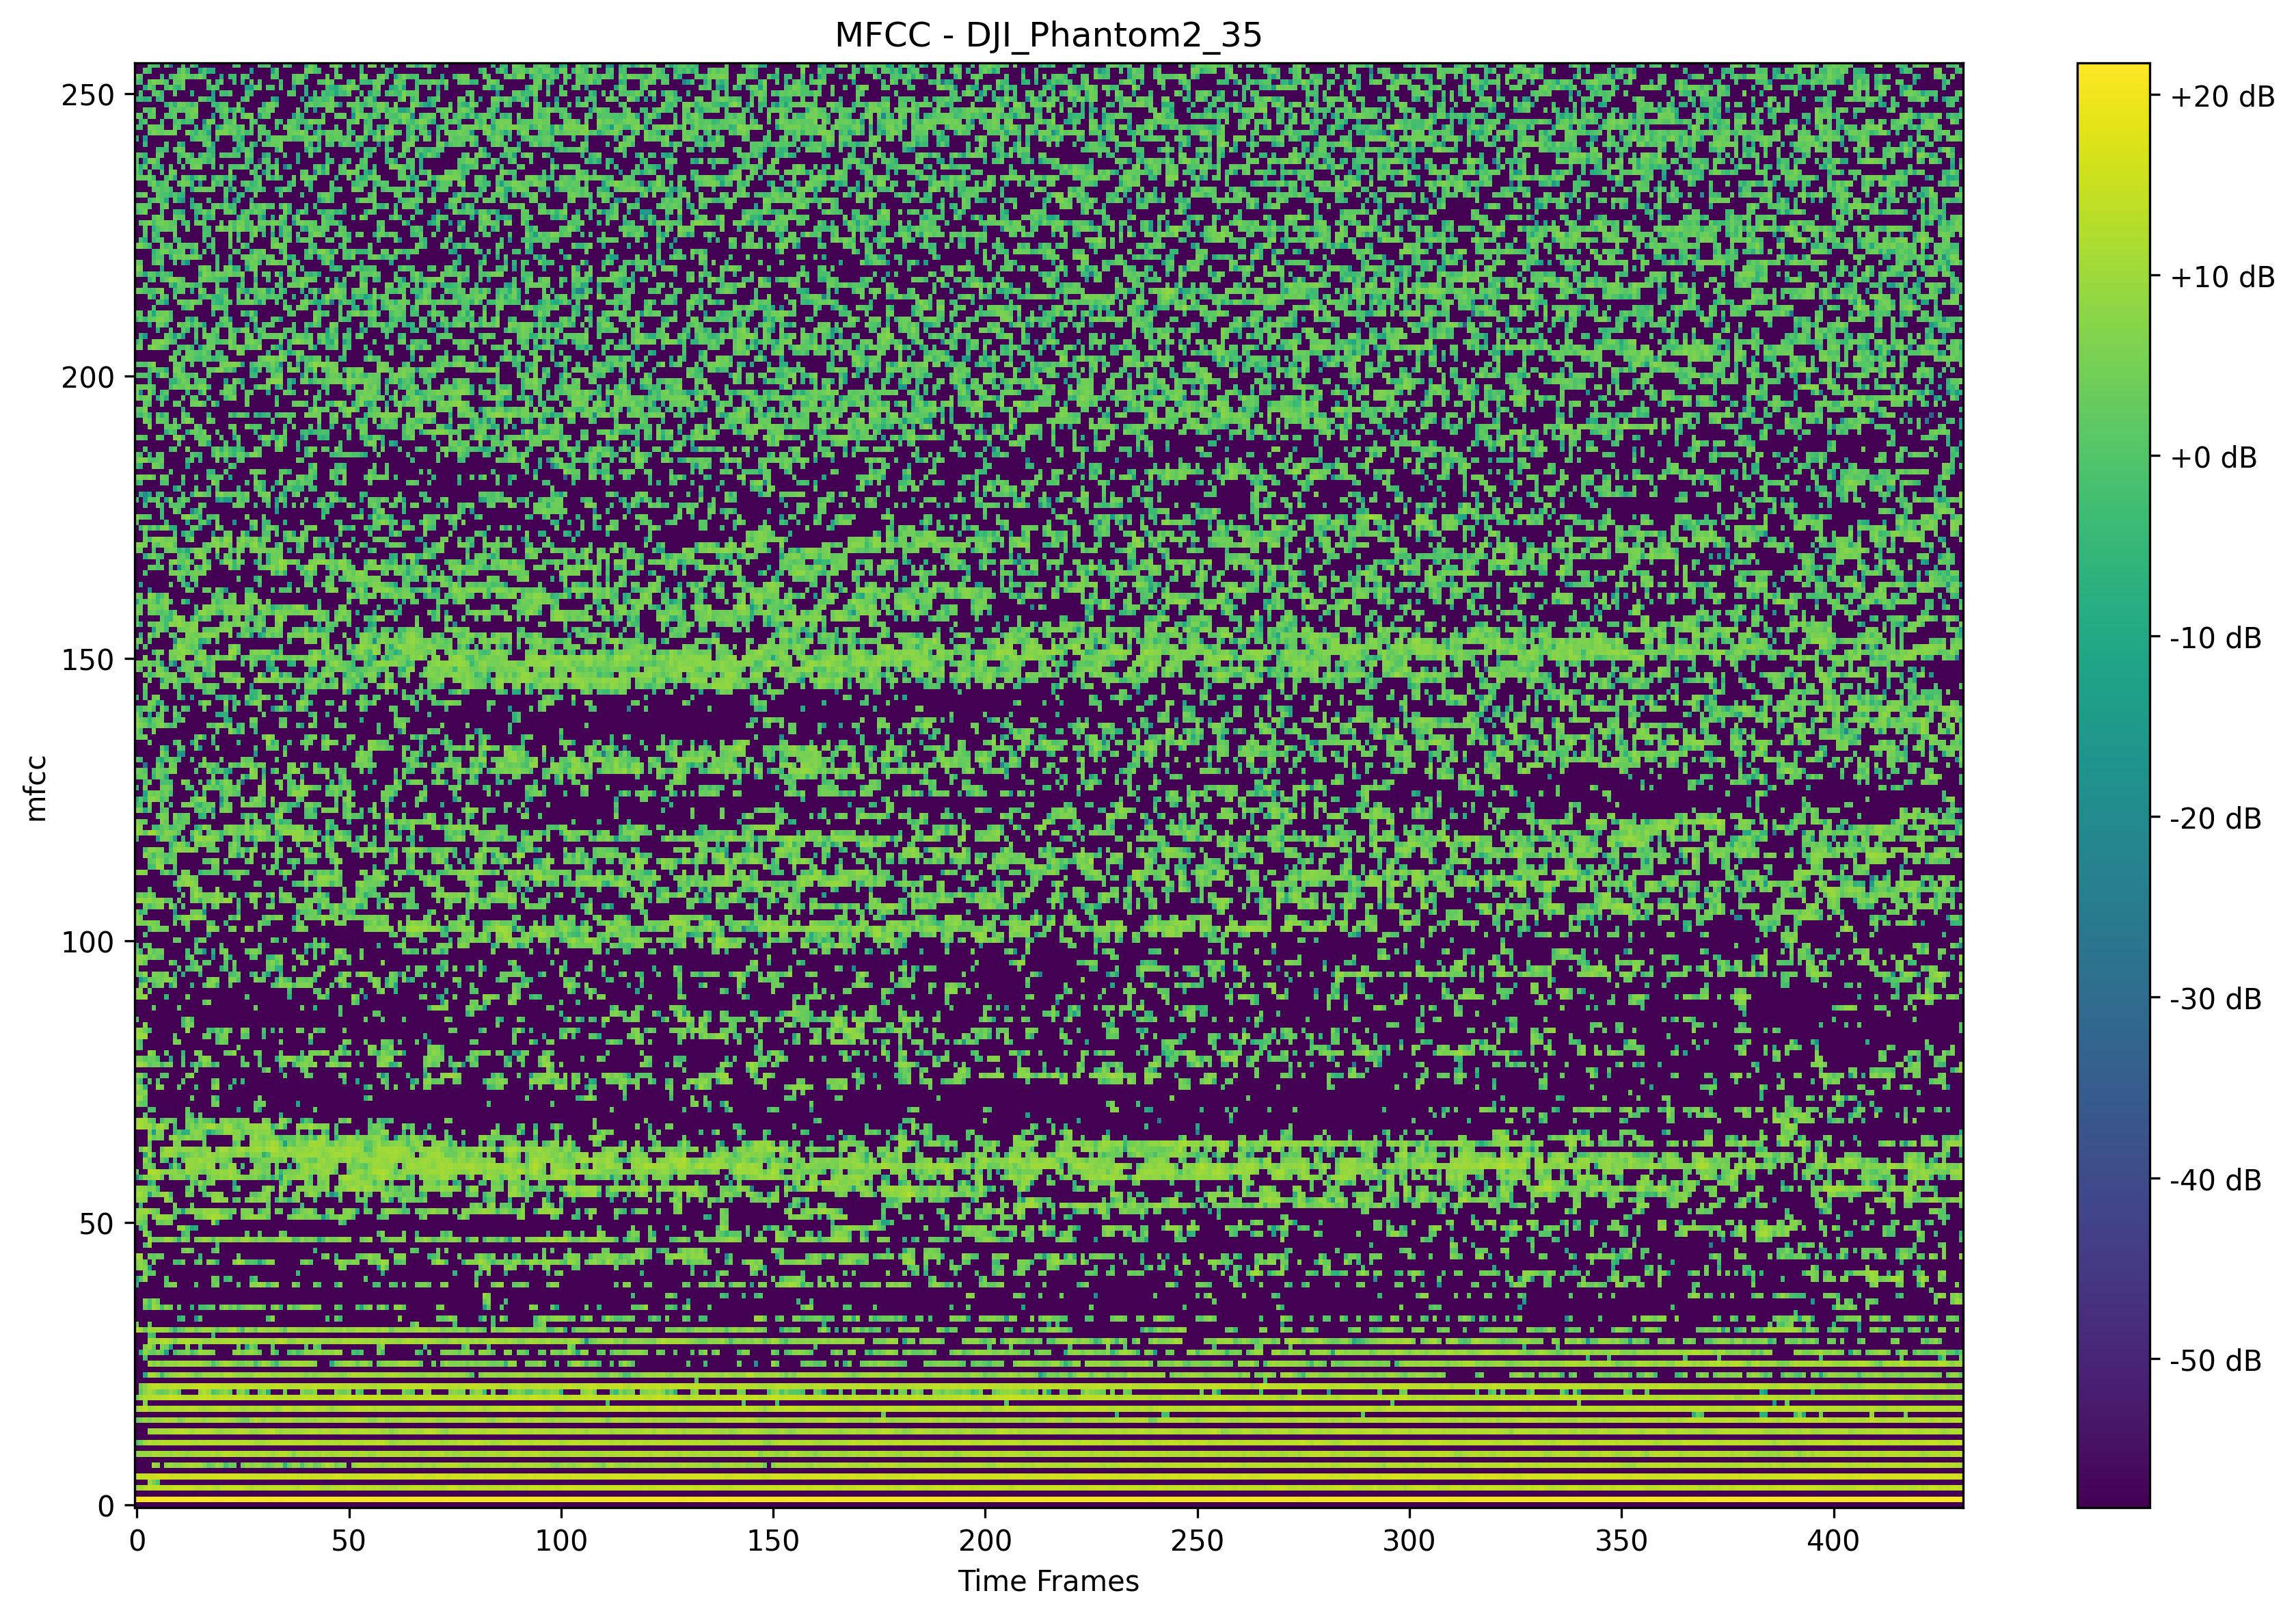 MFCC - DJI_Phantom2_35
250
200
150
100
50
0
mfcc
0
50
100
150
200
250
300
350
400
Time Frames
+20 dB
+10 dB
+0 dB
-10 dB
-20 dB
-30 dB
-40 dB
-50 dB